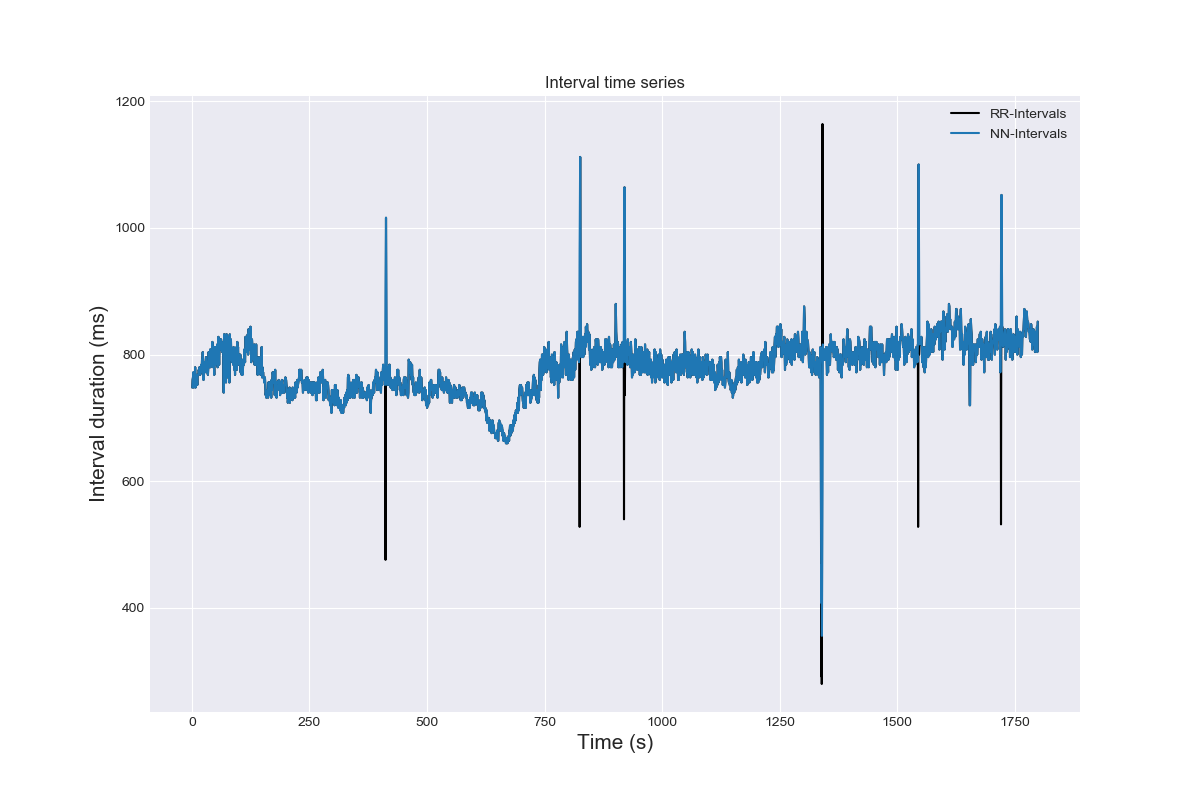 Interval time series
RR-Intervals
NN-Intervals
1200
1000
800
600
400
Interval duration (ms)
0 250 500 750 1000 1250 1500 1750
Time (s)